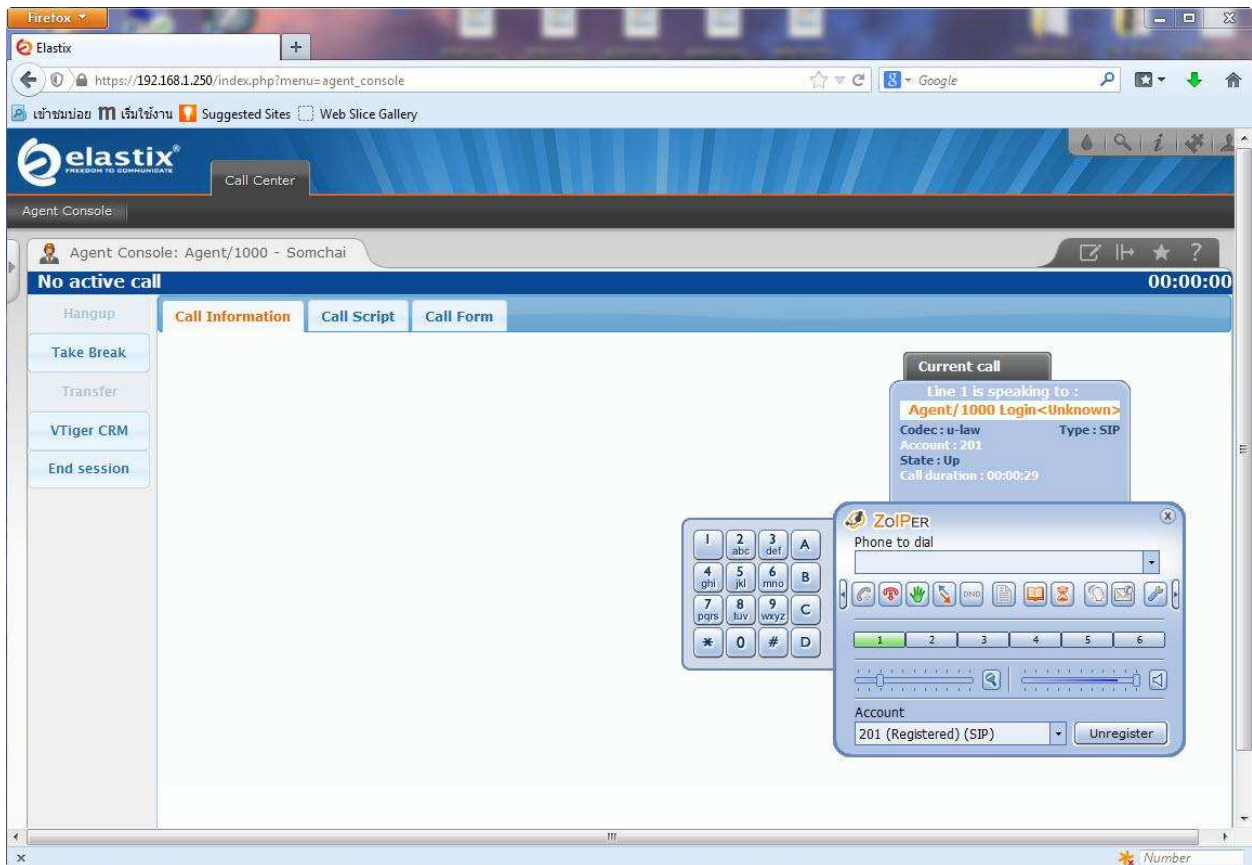 Firefox
Elastix
https://192.168.1.250/index.php?menu=agent_console
Google
เข้าชมบ่อย เริ่มใช้งาน Suggested Sites Web Slice Gallery
elastix®
FREEDOM TO COMMUNICATE
Call Center
Agent Console
Agent Console: Agent/1000 - Somchai
No active call 00:00:00
Hangup
Take Break
Transfer
VTiger CRM
End session
Call Information Call Script Call Form
Current call
Line 1 is speaking to :
Agent/1000 Login<Unknown>
Codec : u-law Type : SIP
Account : 201
State : Up
Call duration : 00:00:29
1 2 abc 3 def A
4 ghi 5 jkl 6 mno B
7 pqrs 8 tuv 9 wxyz C
* 0 # D
ZOIPER
Phone to dial
DND
1 2 3 4 5 6
Account
201 (Registered) (SIP) Unregister
x Number